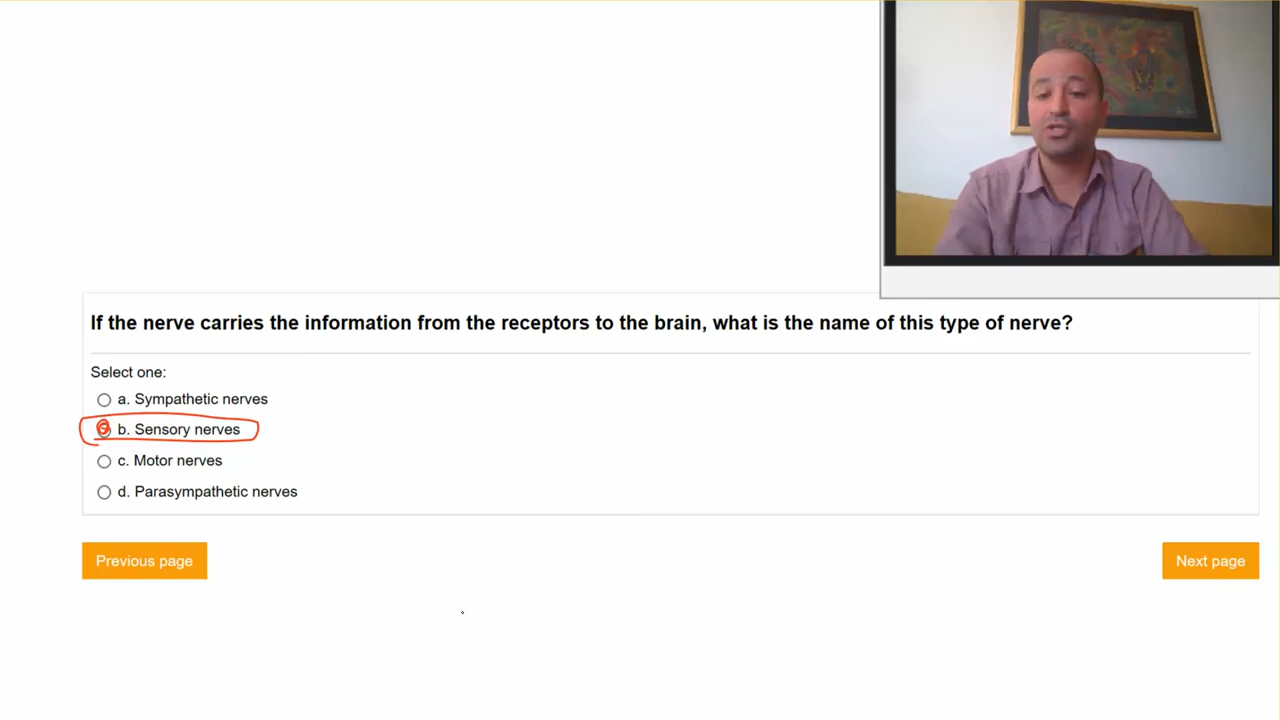 If the nerve carries the information from the receptors to the brain, what is the name of this type of nerve?
Select one:
a. Sympathetic nerves
b. Sensory nerves
c. Motor nerves
d. Parasympathetic nerves
Previous page
Next page